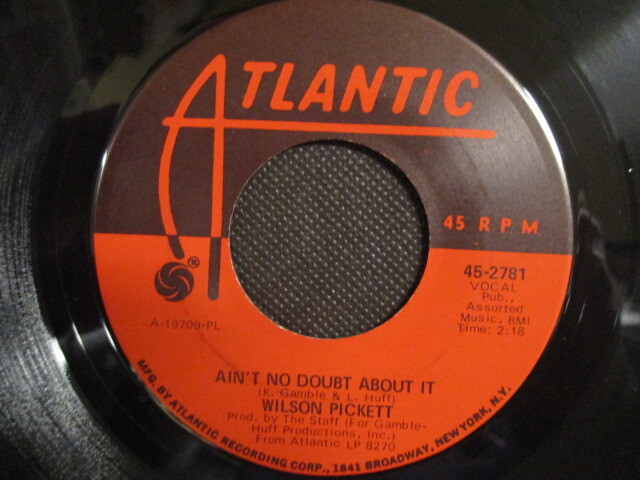 ATLANTIC
45 R.P.M.
®
45-2781
VOCAL
Pub.,
Assorted
Music, BMI
Time: 2:18
A-19709-PL
AIN'T NO DOUBT ABOUT IT
(K. Gamble & L. Huff)
WILSON PICKETT
Prod. by The Staff (For Gamble-
Huff Productions, Inc.)
From Atlantic LP 8270
MFG. BY ATLANTIC RECORDING CORP., 1841 BROADWAY, NEW YORK, N.Y.